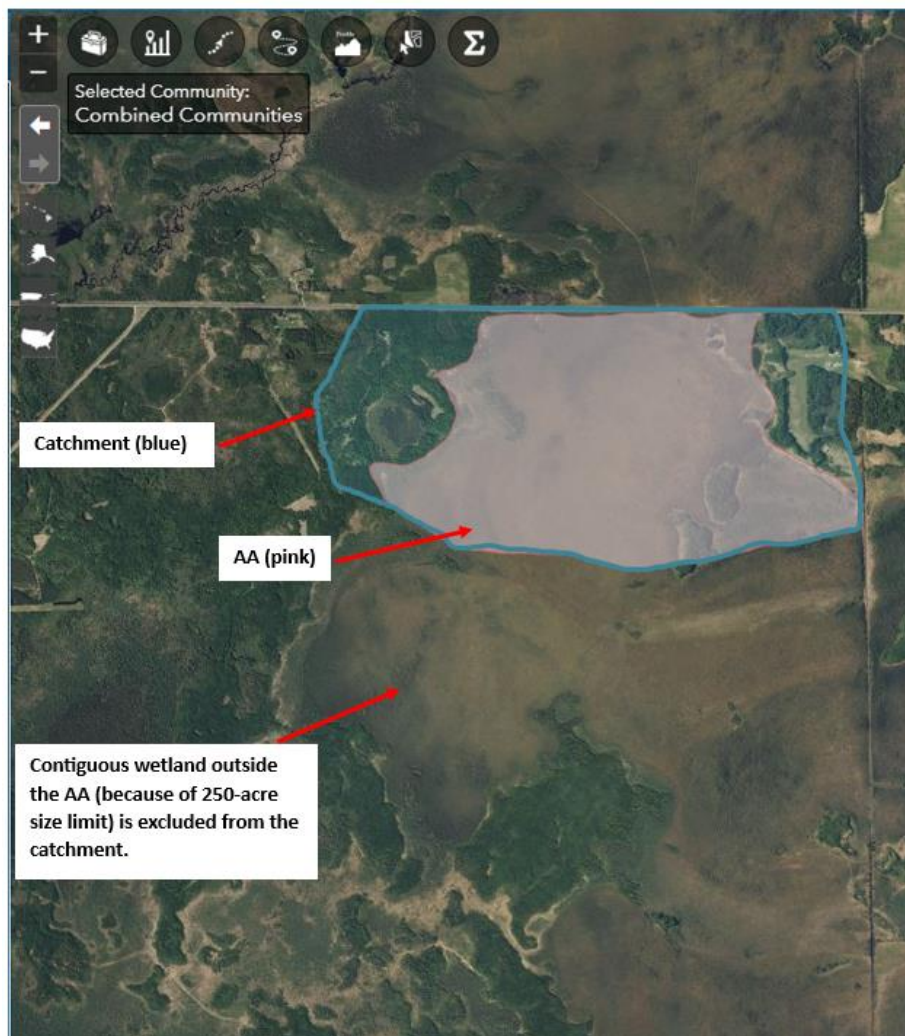 +
−
Profile
Σ
Selected Community:
Combined Communities
Catchment (blue)
AA (pink)
Contiguous wetland outside
the AA (because of 250-acre
size limit) is excluded from the
catchment.